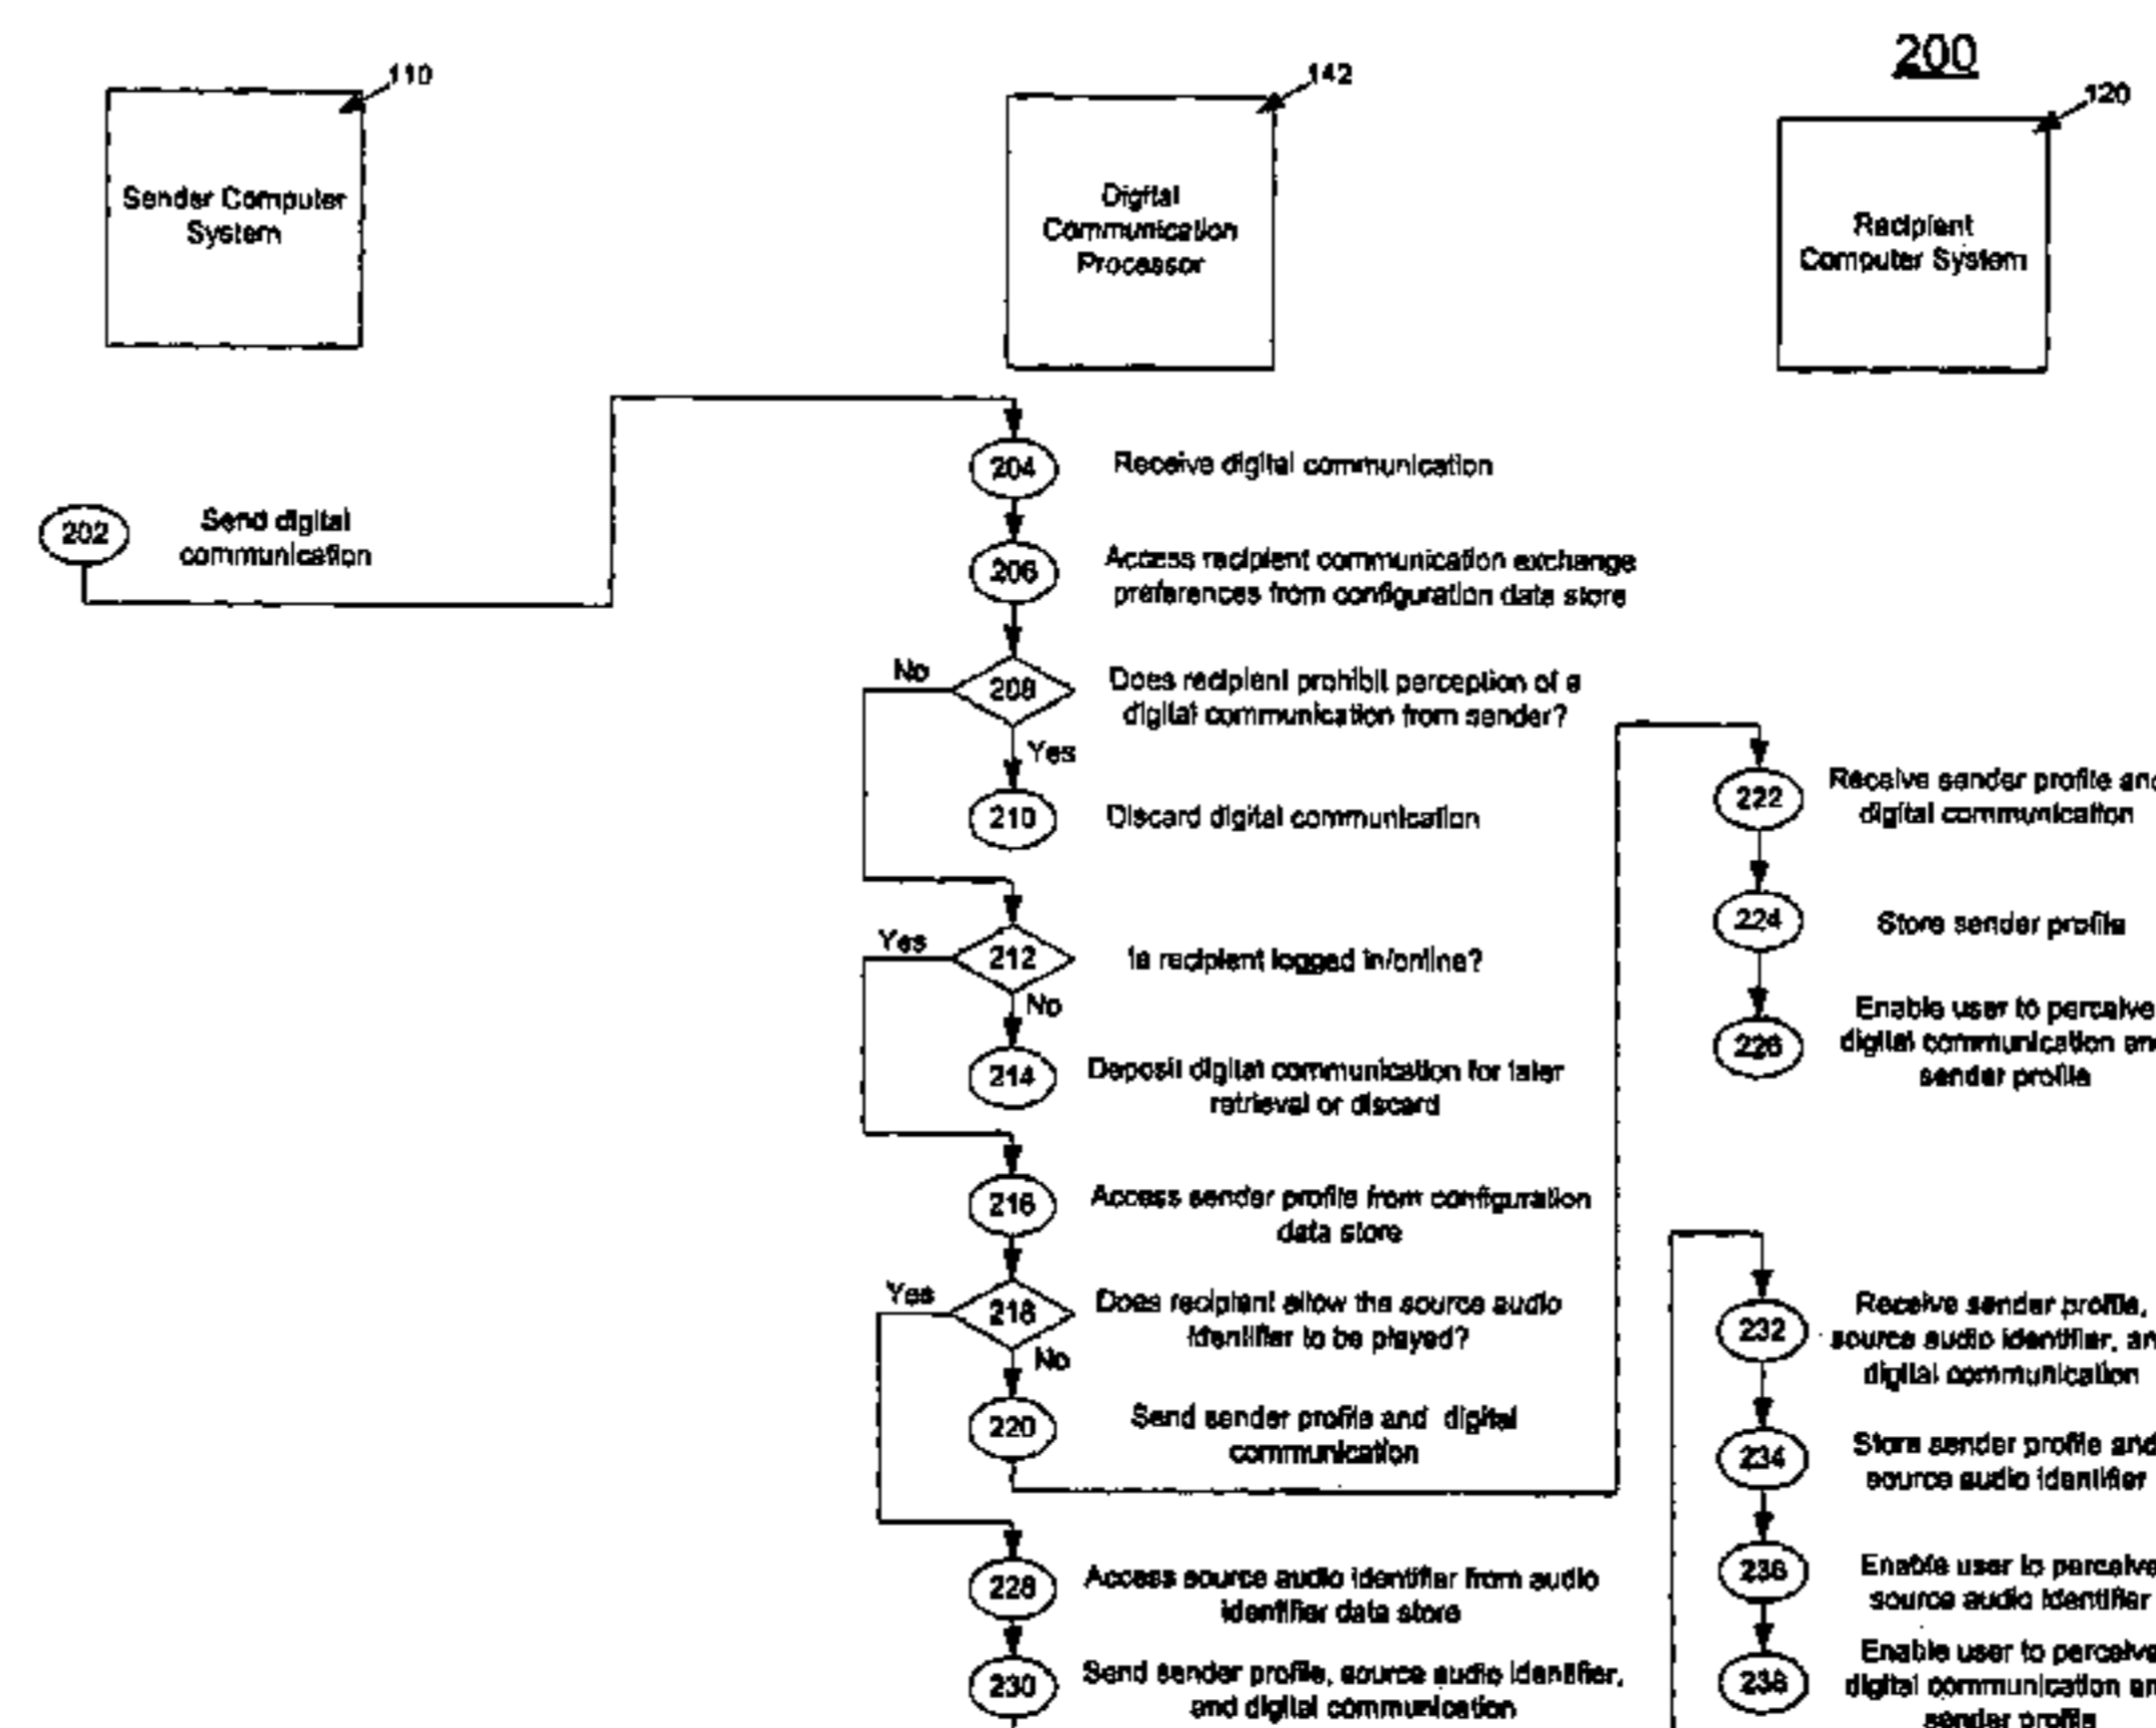 200
110
142
120
Sender Computer
System
Digital
Communication
Processor
Recipient
Computer System
202
Send digital
communication
204
Receive digital communication
206
Access recipient communication exchange
preferences from configuration data store
208
No
Yes
Does recipient prohibit perception of a
digital communication from sender?
210
Discard digital communication
212
Yes
No
Is recipient logged in/online?
214
Deposit digital communication for later
retrieval or discard
216
Access sender profile from configuration
data store
218
Yes
No
Does recipient allow the source audio
identifier to be played?
220
Send sender profile and digital
communication
228
Access source audio identifier from audio
identifier data store
230
Send sender profile, source audio identifier,
and digital communication
222
Receive sender profile and
digital communication
224
Store sender profile
226
Enable user to perceive
digital communication and
sender profile
232
Receive sender profile,
source audio identifier, an
digital communication
234
Store sender profile and
source audio identifier
236
Enable user to perceive
source audio identifier
238
Enable user to perceive
digital communication an
sender profile